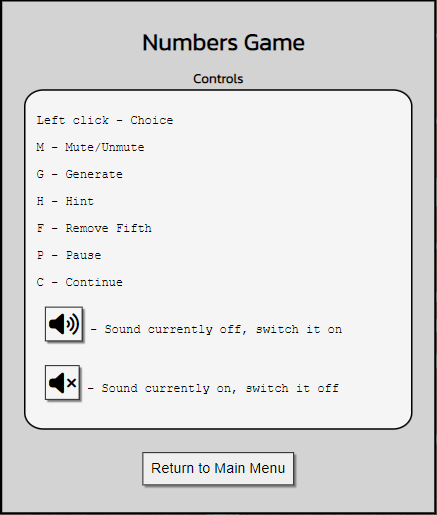 Numbers Game
Controls
Left click - Choice
M - Mute/Unmute
G - Generate
H - Hint
F - Remove Fifth
P - Pause
C - Continue
- Sound currently off, switch it on
- Sound currently on, switch it off
Return to Main Menu